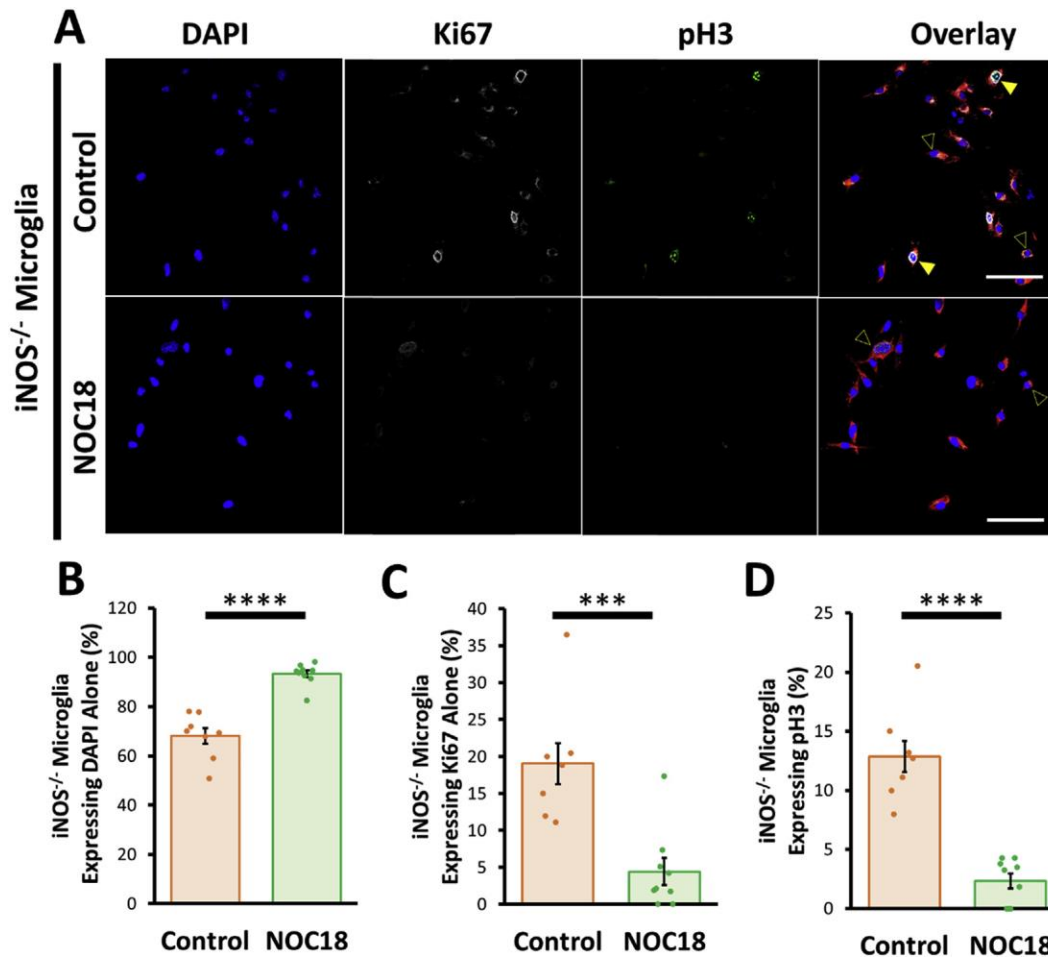 A
DAPI Ki67 pH3 Overlay
iNOS-/- Microglia
Control
NOC18
B
****
iNOS-/- Microglia
Expressing DAPI Alone (%)
120
100
80
60
40
20
0
Control NOC18
C
***
iNOS-/- Microglia
Expressing Ki67 Alone (%)
40
35
30
25
20
15
10
5
0
Control NOC18
D
****
iNOS-/- Microglia
Expressing pH3 (%)
25
20
15
10
5
0
Control NOC18